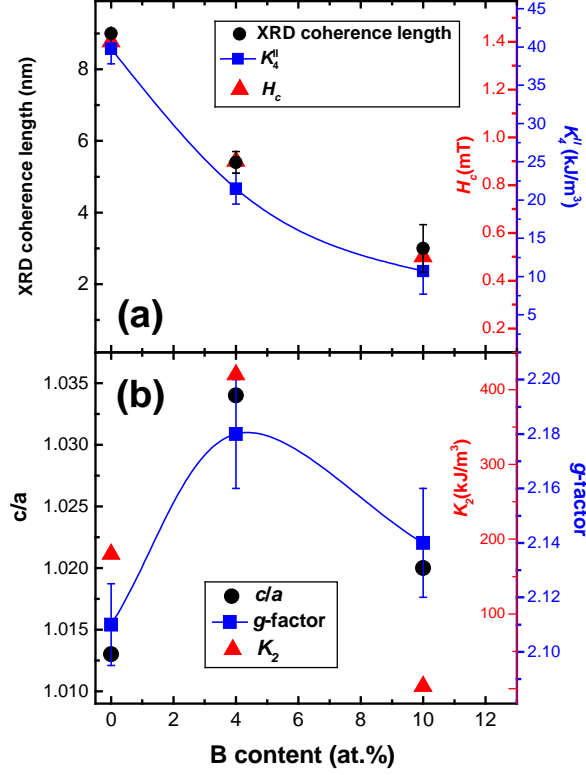 (a)
XRD coherence length (nm)
8
6
4
2
XRD coherence length
K₄^||
H_c
1.4
1.2
1.0
0.8
0.6
0.4
0.2
H_c(mT)
45
40
35
30
25
20
15
10
5
K₄^||(kJ/m³)
(b)
c/a
1.035
1.030
1.025
1.020
1.015
1.010
c/a
g-factor
K₂
400
300
200
100
K₂(kJ/m³)
2.20
2.18
2.16
2.14
2.12
2.10
g-factor
0 2 4 6 8 10 12
B content (at.%)